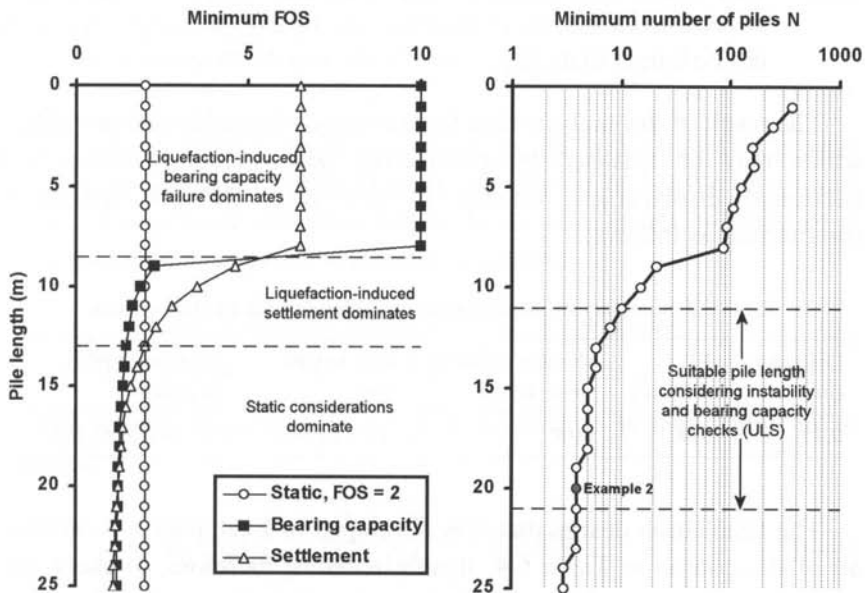 Minimum FOS
0 5 10
0
5
10
15
20
25
Pile length (m)
Liquefaction-induced
bearing capacity
failure dominates
Liquefaction-induced
settlement dominates
Static considerations
dominate
Static, FOS = 2
Bearing capacity
Settlement
Minimum number of piles N
1 10 100 1000
0
5
10
15
20
25
Suitable pile length
considering instability
and bearing capacity
checks (ULS)
Example 2